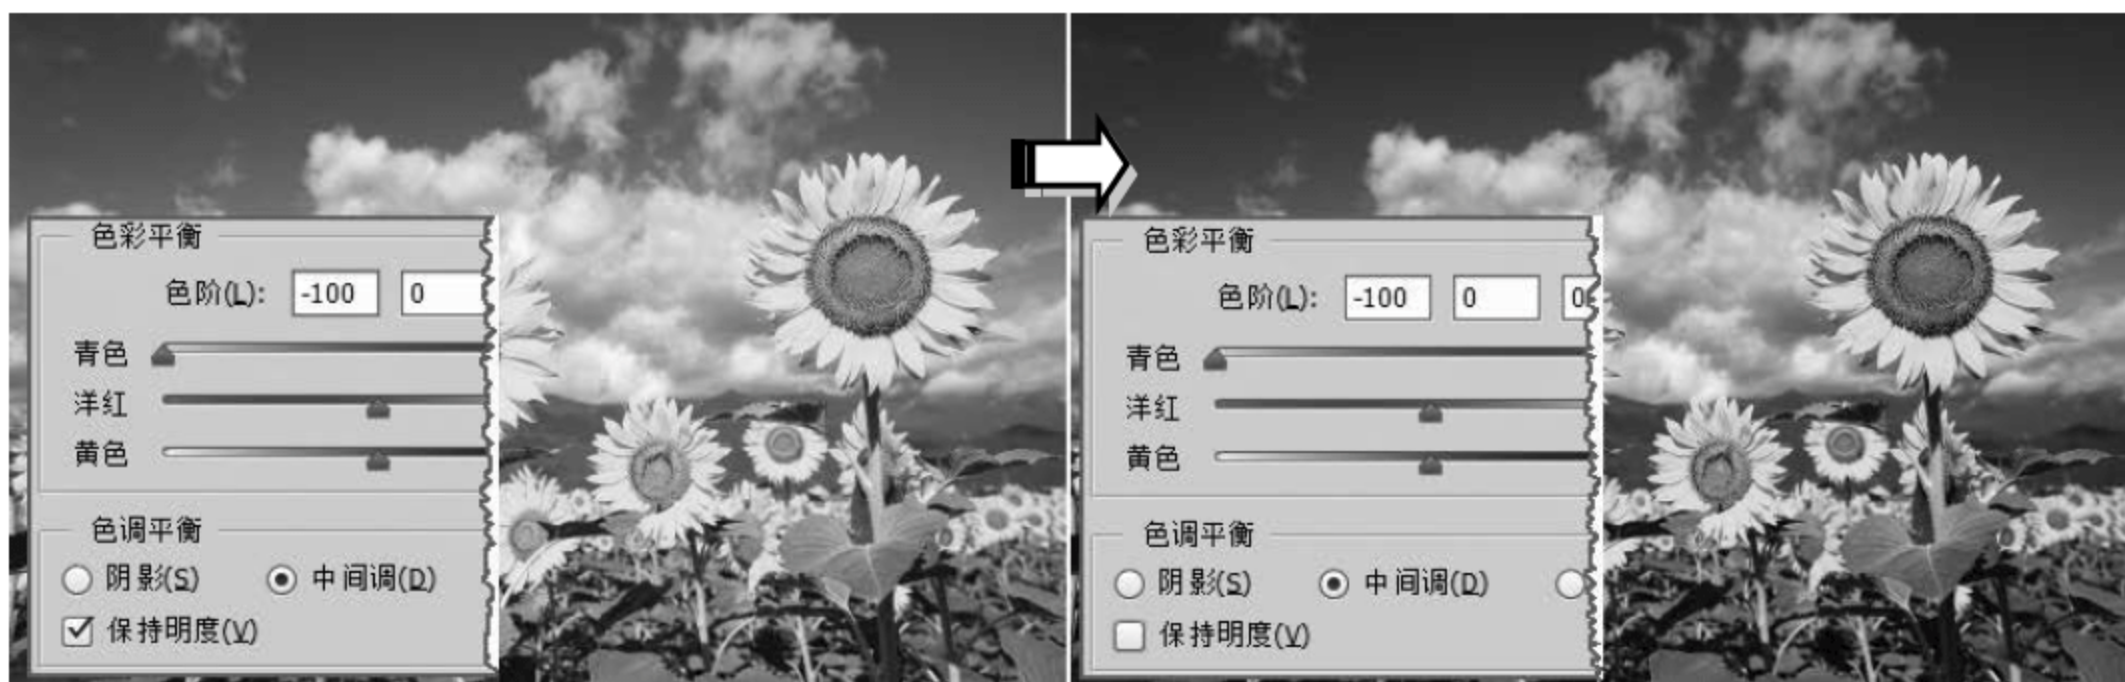 色彩平衡
色阶(L): -100 0
青色
洋红
黄色
色调平衡
阴影(S) 中间调(D)
保持明度(V)
色彩平衡
色阶(L): -100 0 0
青色
洋红
黄色
色调平衡
阴影(S) 中间调(D)
保持明度(V)